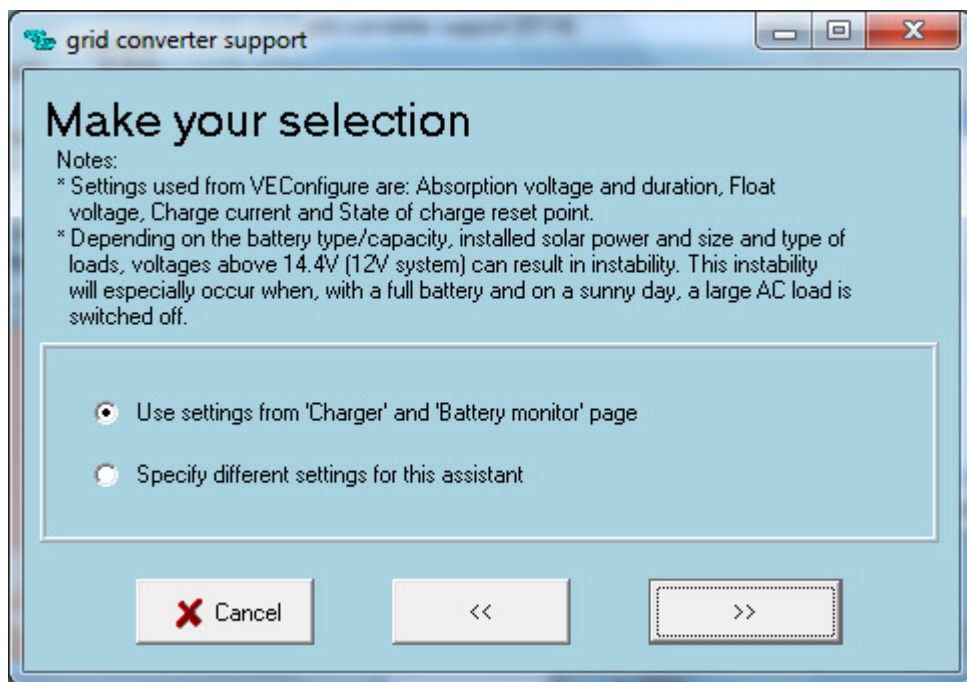 grid converter support
Make your selection
Notes:
* Settings used from VEConfigure are: Absorption voltage and duration, Float
voltage, Charge current and State of charge reset point.
* Depending on the battery type/capacity, installed solar power and size and type of
loads, voltages above 14.4V (12V system) can result in instability. This instability
will especially occur when, with a full battery and on a sunny day, a large AC load is
switched off.
Use settings from 'Charger' and 'Battery monitor' page
Specify different settings for this assistant
Cancel << >>